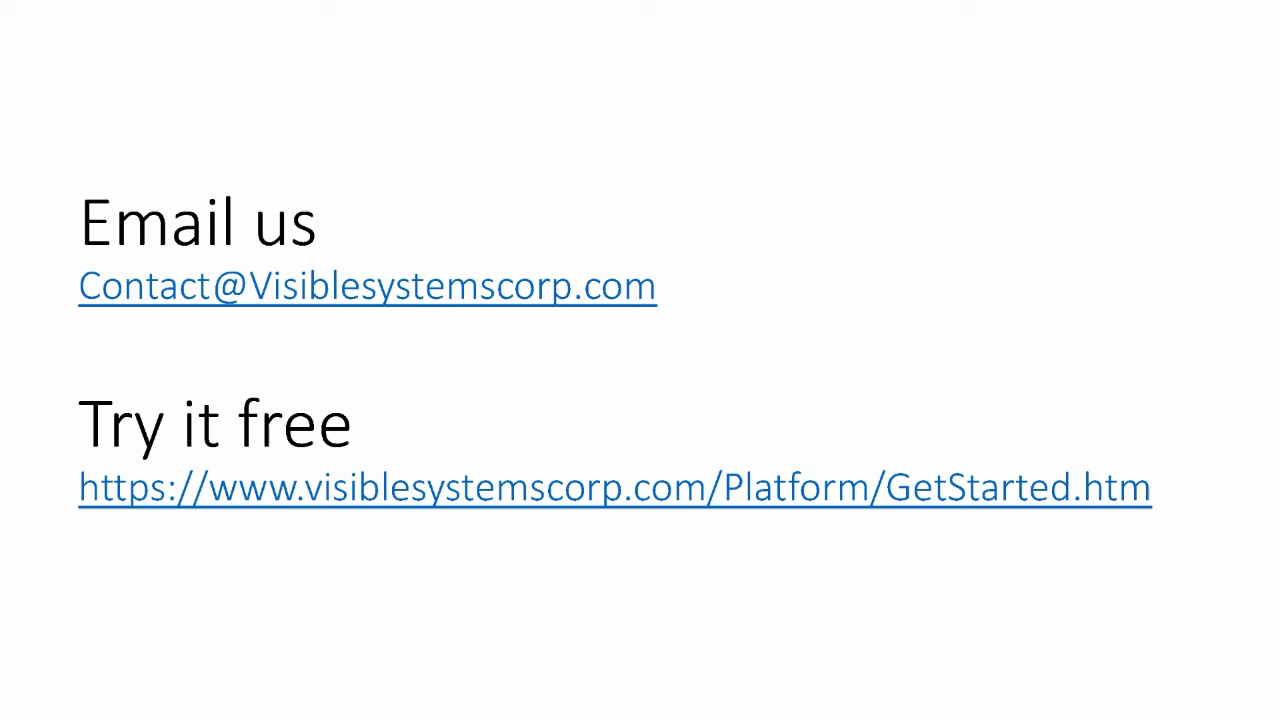 Email us
Contact@Visiblesystemscorp.com
Try it free
https://www.visiblesystemscorp.com/Platform/GetStarted.htm